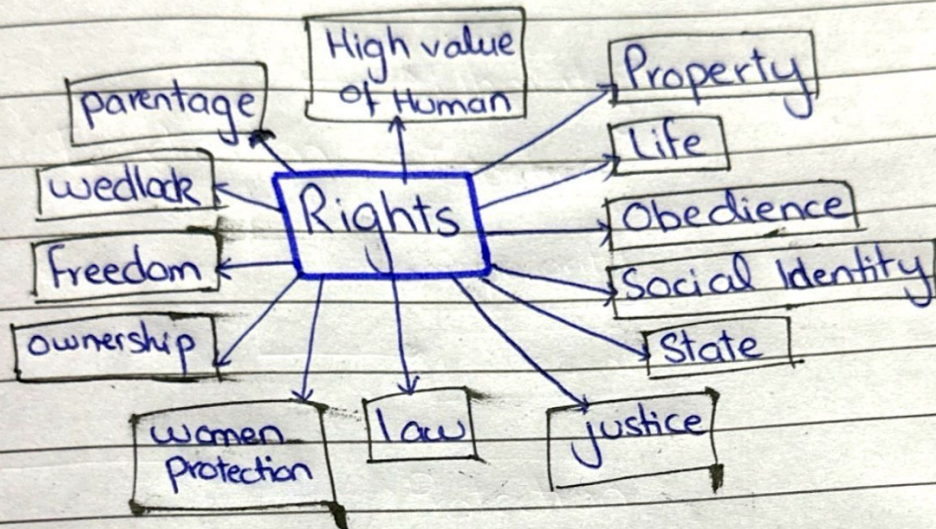 High value
of Human
Property
parentage
Life
wedlock
Rights
Obedience
freedom
Social Identity
ownership
State
women
protection
law
justice